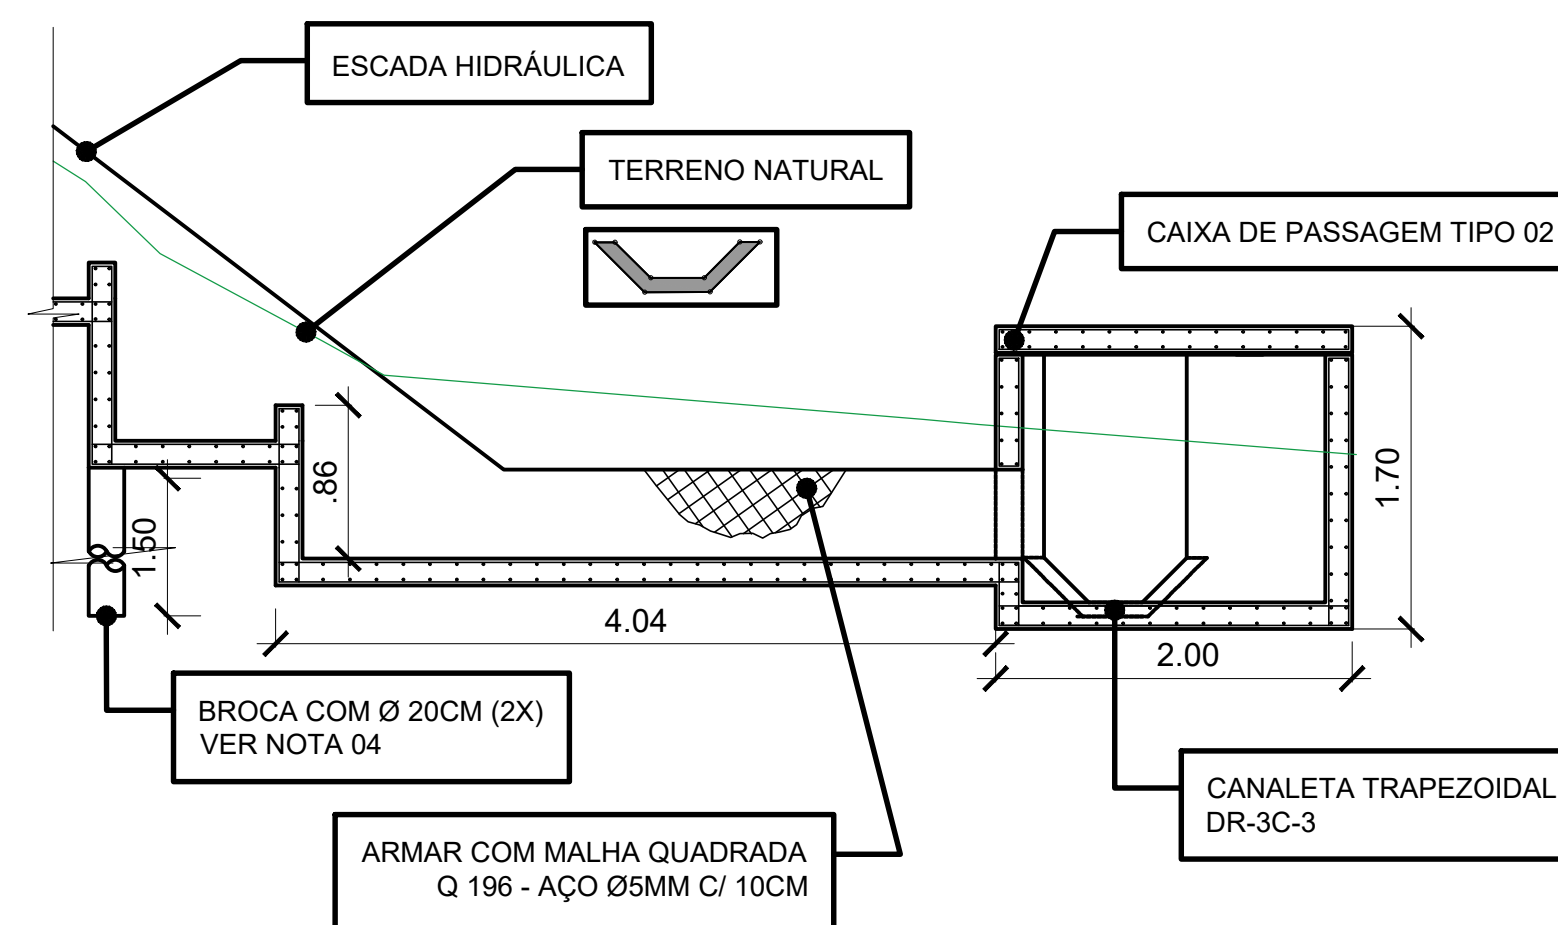 ESCADA HIDRÁULICA
TERRENO NATURAL
CAIXA DE PASSAGEM TIPO 02
.86
1.50
1.70
4.04
2.00
BROCA COM Ø 20CM (2X)
VER NOTA 04
CANALETA TRAPEZOIDAL
DR-3C-3
ARMAR COM MALHA QUADRADA
Q 196 - AÇO Ø5MM C/ 10CM